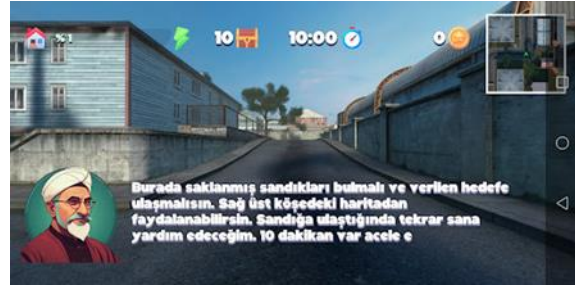 %1
10
10:00
0
Burada saklanmış sandıkları bulmalı ve verilen hedefe
ulaşmalısın. Sağ üst köşedeki haritadan
faydalanabilirsin. Sandığa ulaştığında tekrar sana
yardım edeceğim. 10 dakikan var acele e